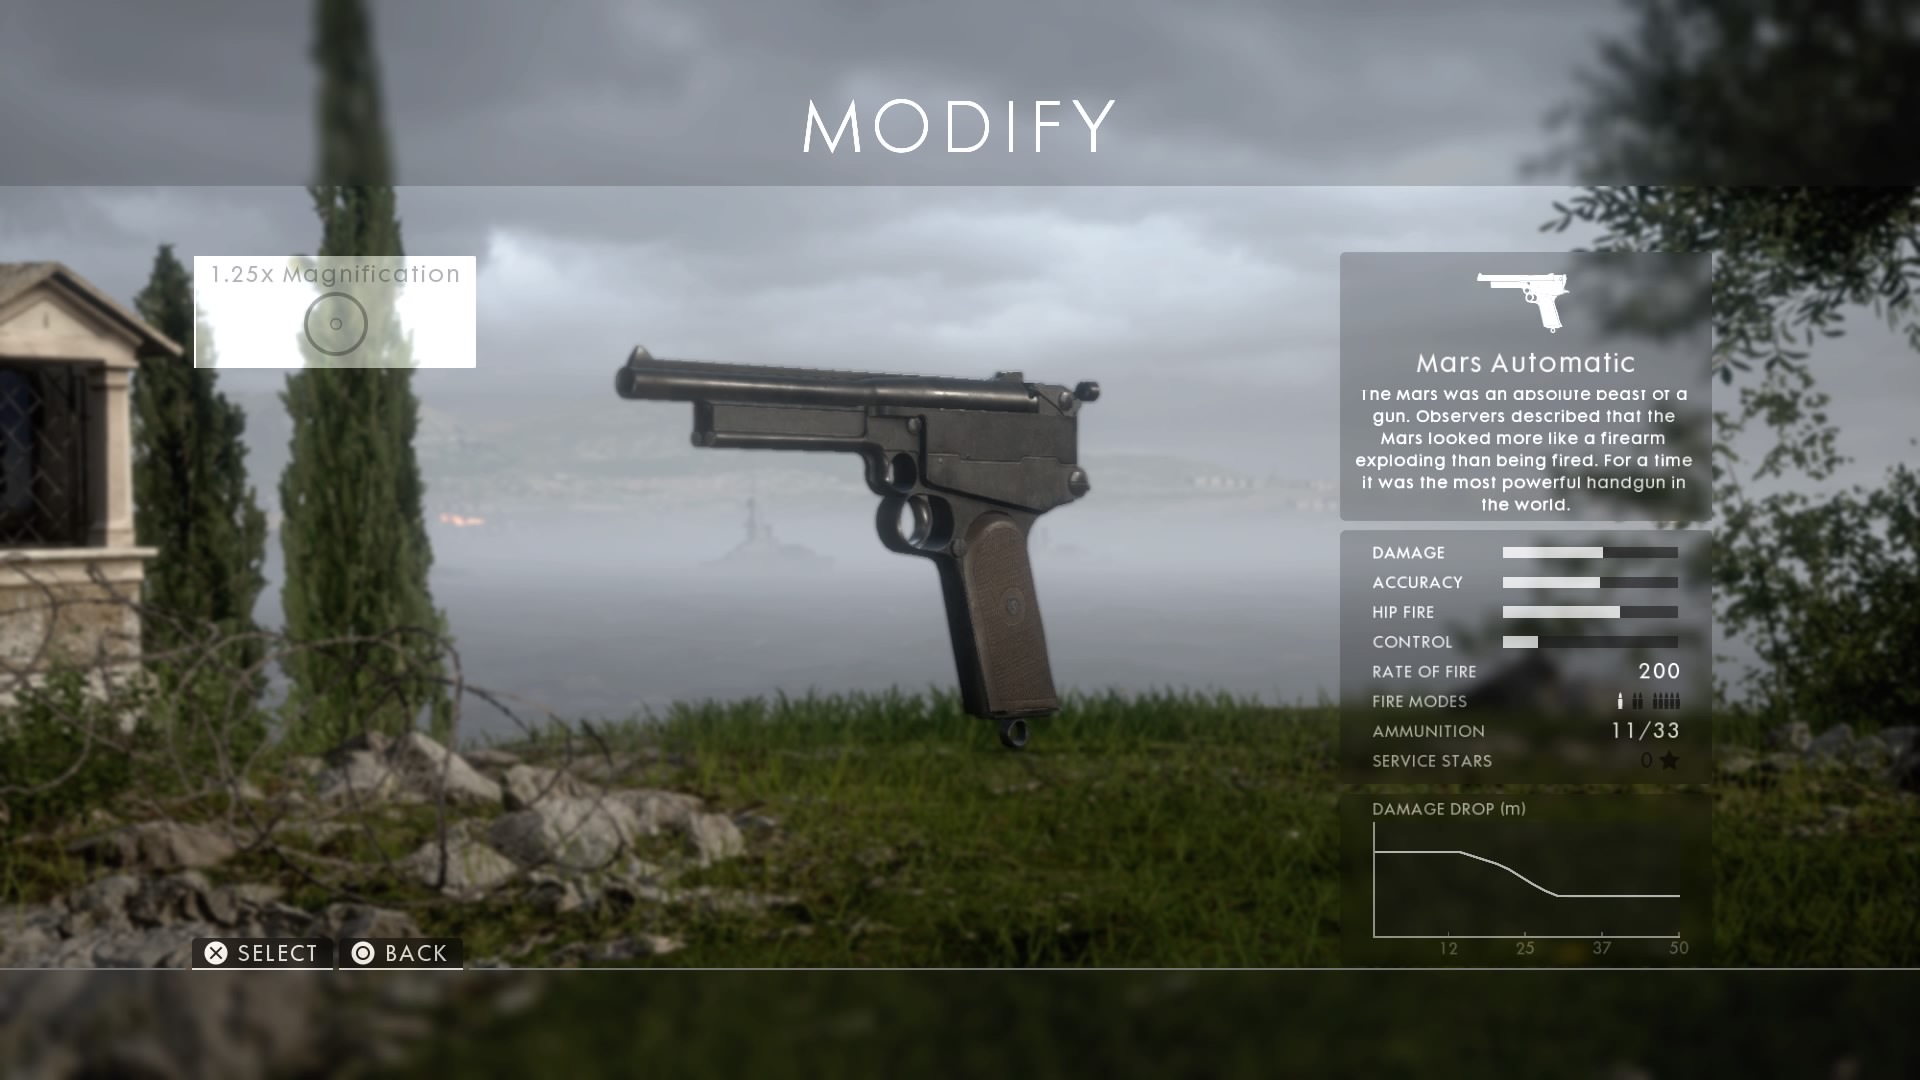 MODIFY
1.25x Magnification
Mars Automatic
The Mars was an absolute beast of a
gun. Observers described that the
Mars looked more like a firearm
exploding than being fired. For a time
it was the most powerful handgun in
the world.
DAMAGE
ACCURACY
HIP FIRE
CONTROL
RATE OF FIRE 200
FIRE MODES
AMMUNITION 11/33
SERVICE STARS 0
DAMAGE DROP (m)
12 25 37 50
SELECT BACK